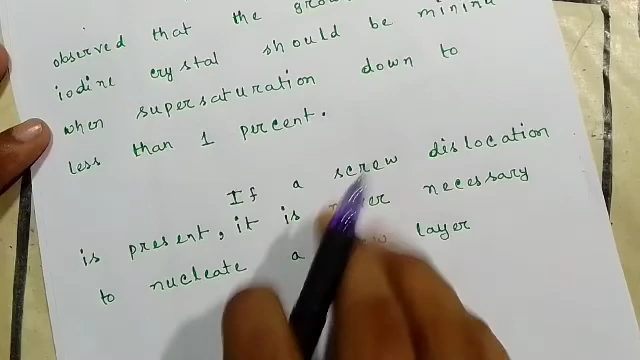 observed that the
iodine crystal should be
when supersaturation down to
less than 1 percent.
If a screw dislocation
is present, it is necessary
to nucleate a layer